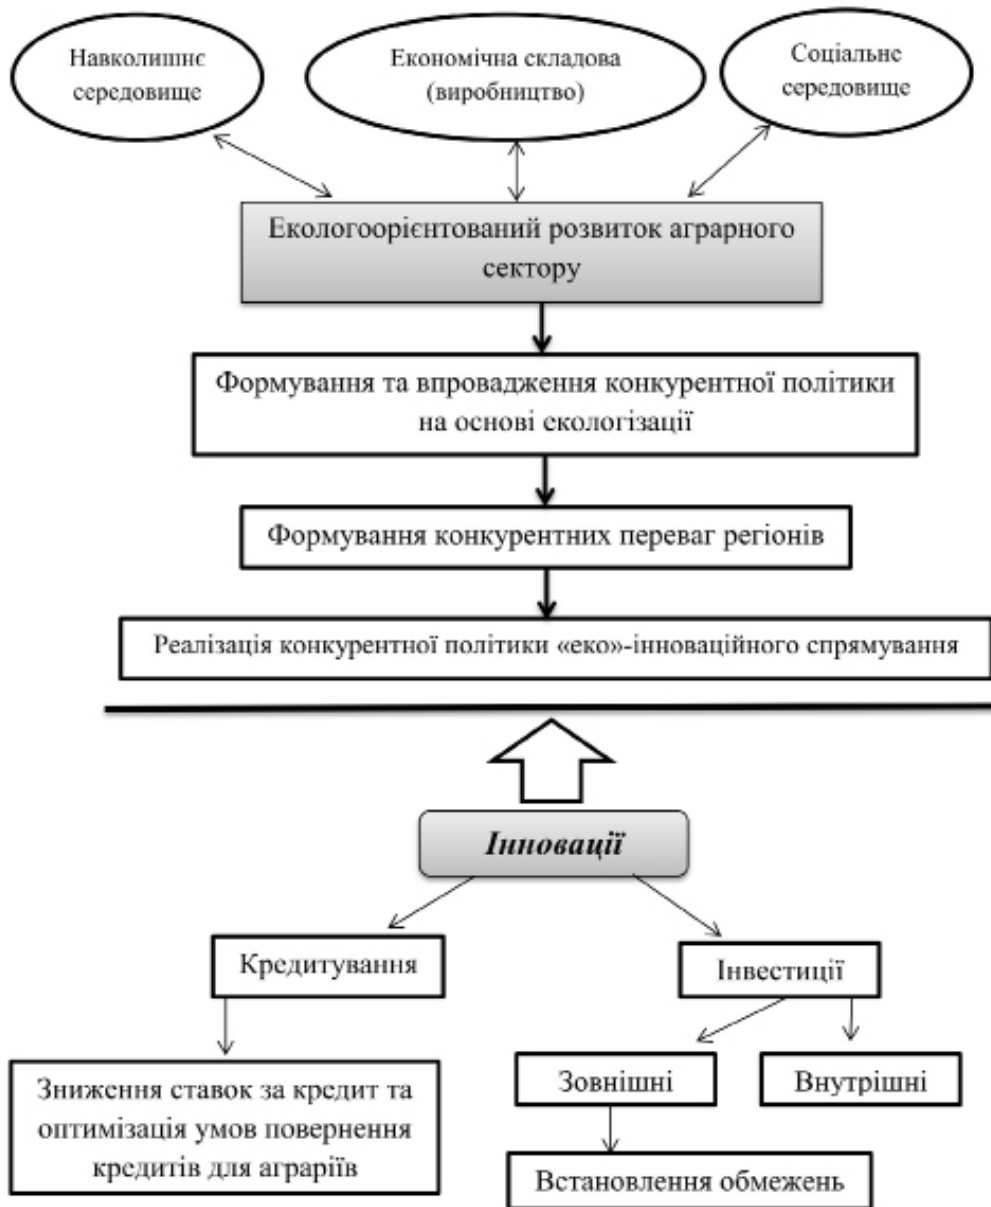 Навколишнє
середовище
Економічна складова
(виробництво)
Соціальне
середовище
Екологоорієнтований розвиток аграрного
сектору
Формування та впровадження конкурентної політики
на основі екологізації
Формування конкурентних переваг регіонів
Реалізація конкурентної політики «еко»-інноваційного спрямування
Інновації
Кредитування
Інвестиції
Зниження ставок за кредит та
оптимізація умов повернення
кредитів для аграріїв
Зовнішні
Внутрішні
Встановлення обмежень